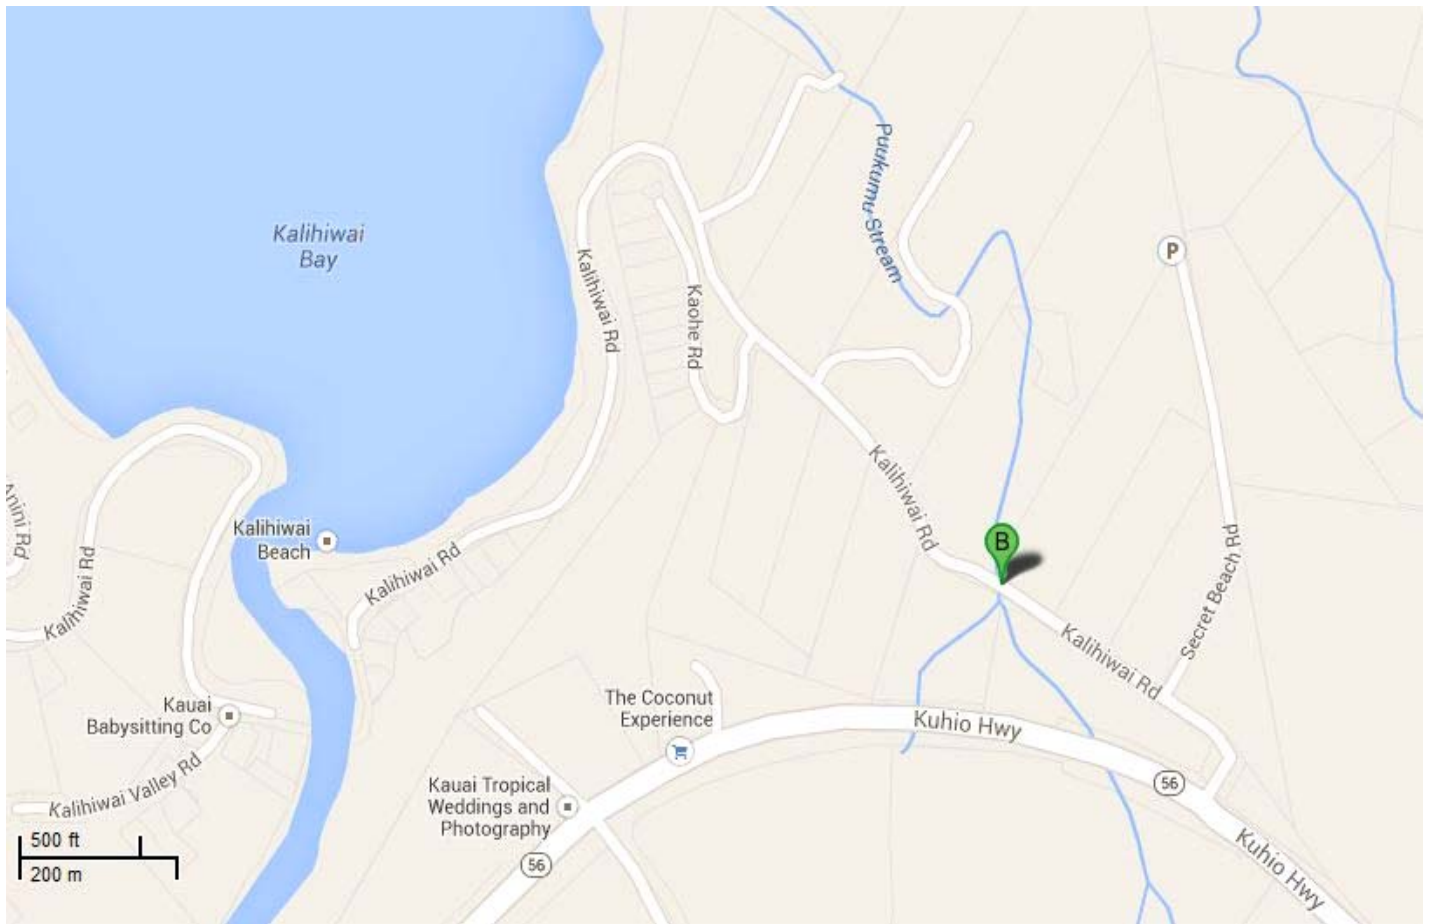 Puukumu Stream
Kalihiwai
Bay
P
Kalihiwai Rd
Kaohe Rd
Kalihiwai Rd
Anini Rd
Kalihiwai
Beach
B
Kalihiwai Rd
Secret Beach Rd
Kalihiwai Rd
Kalihiwai Rd
The Coconut
Experience
Kauai
Babysitting Co
Kuhio Hwy
56
Kalihiwai Valley Rd
Kauai Tropical
Weddings and
Photography
56
Kuhio Hwy
500 ft
200 m